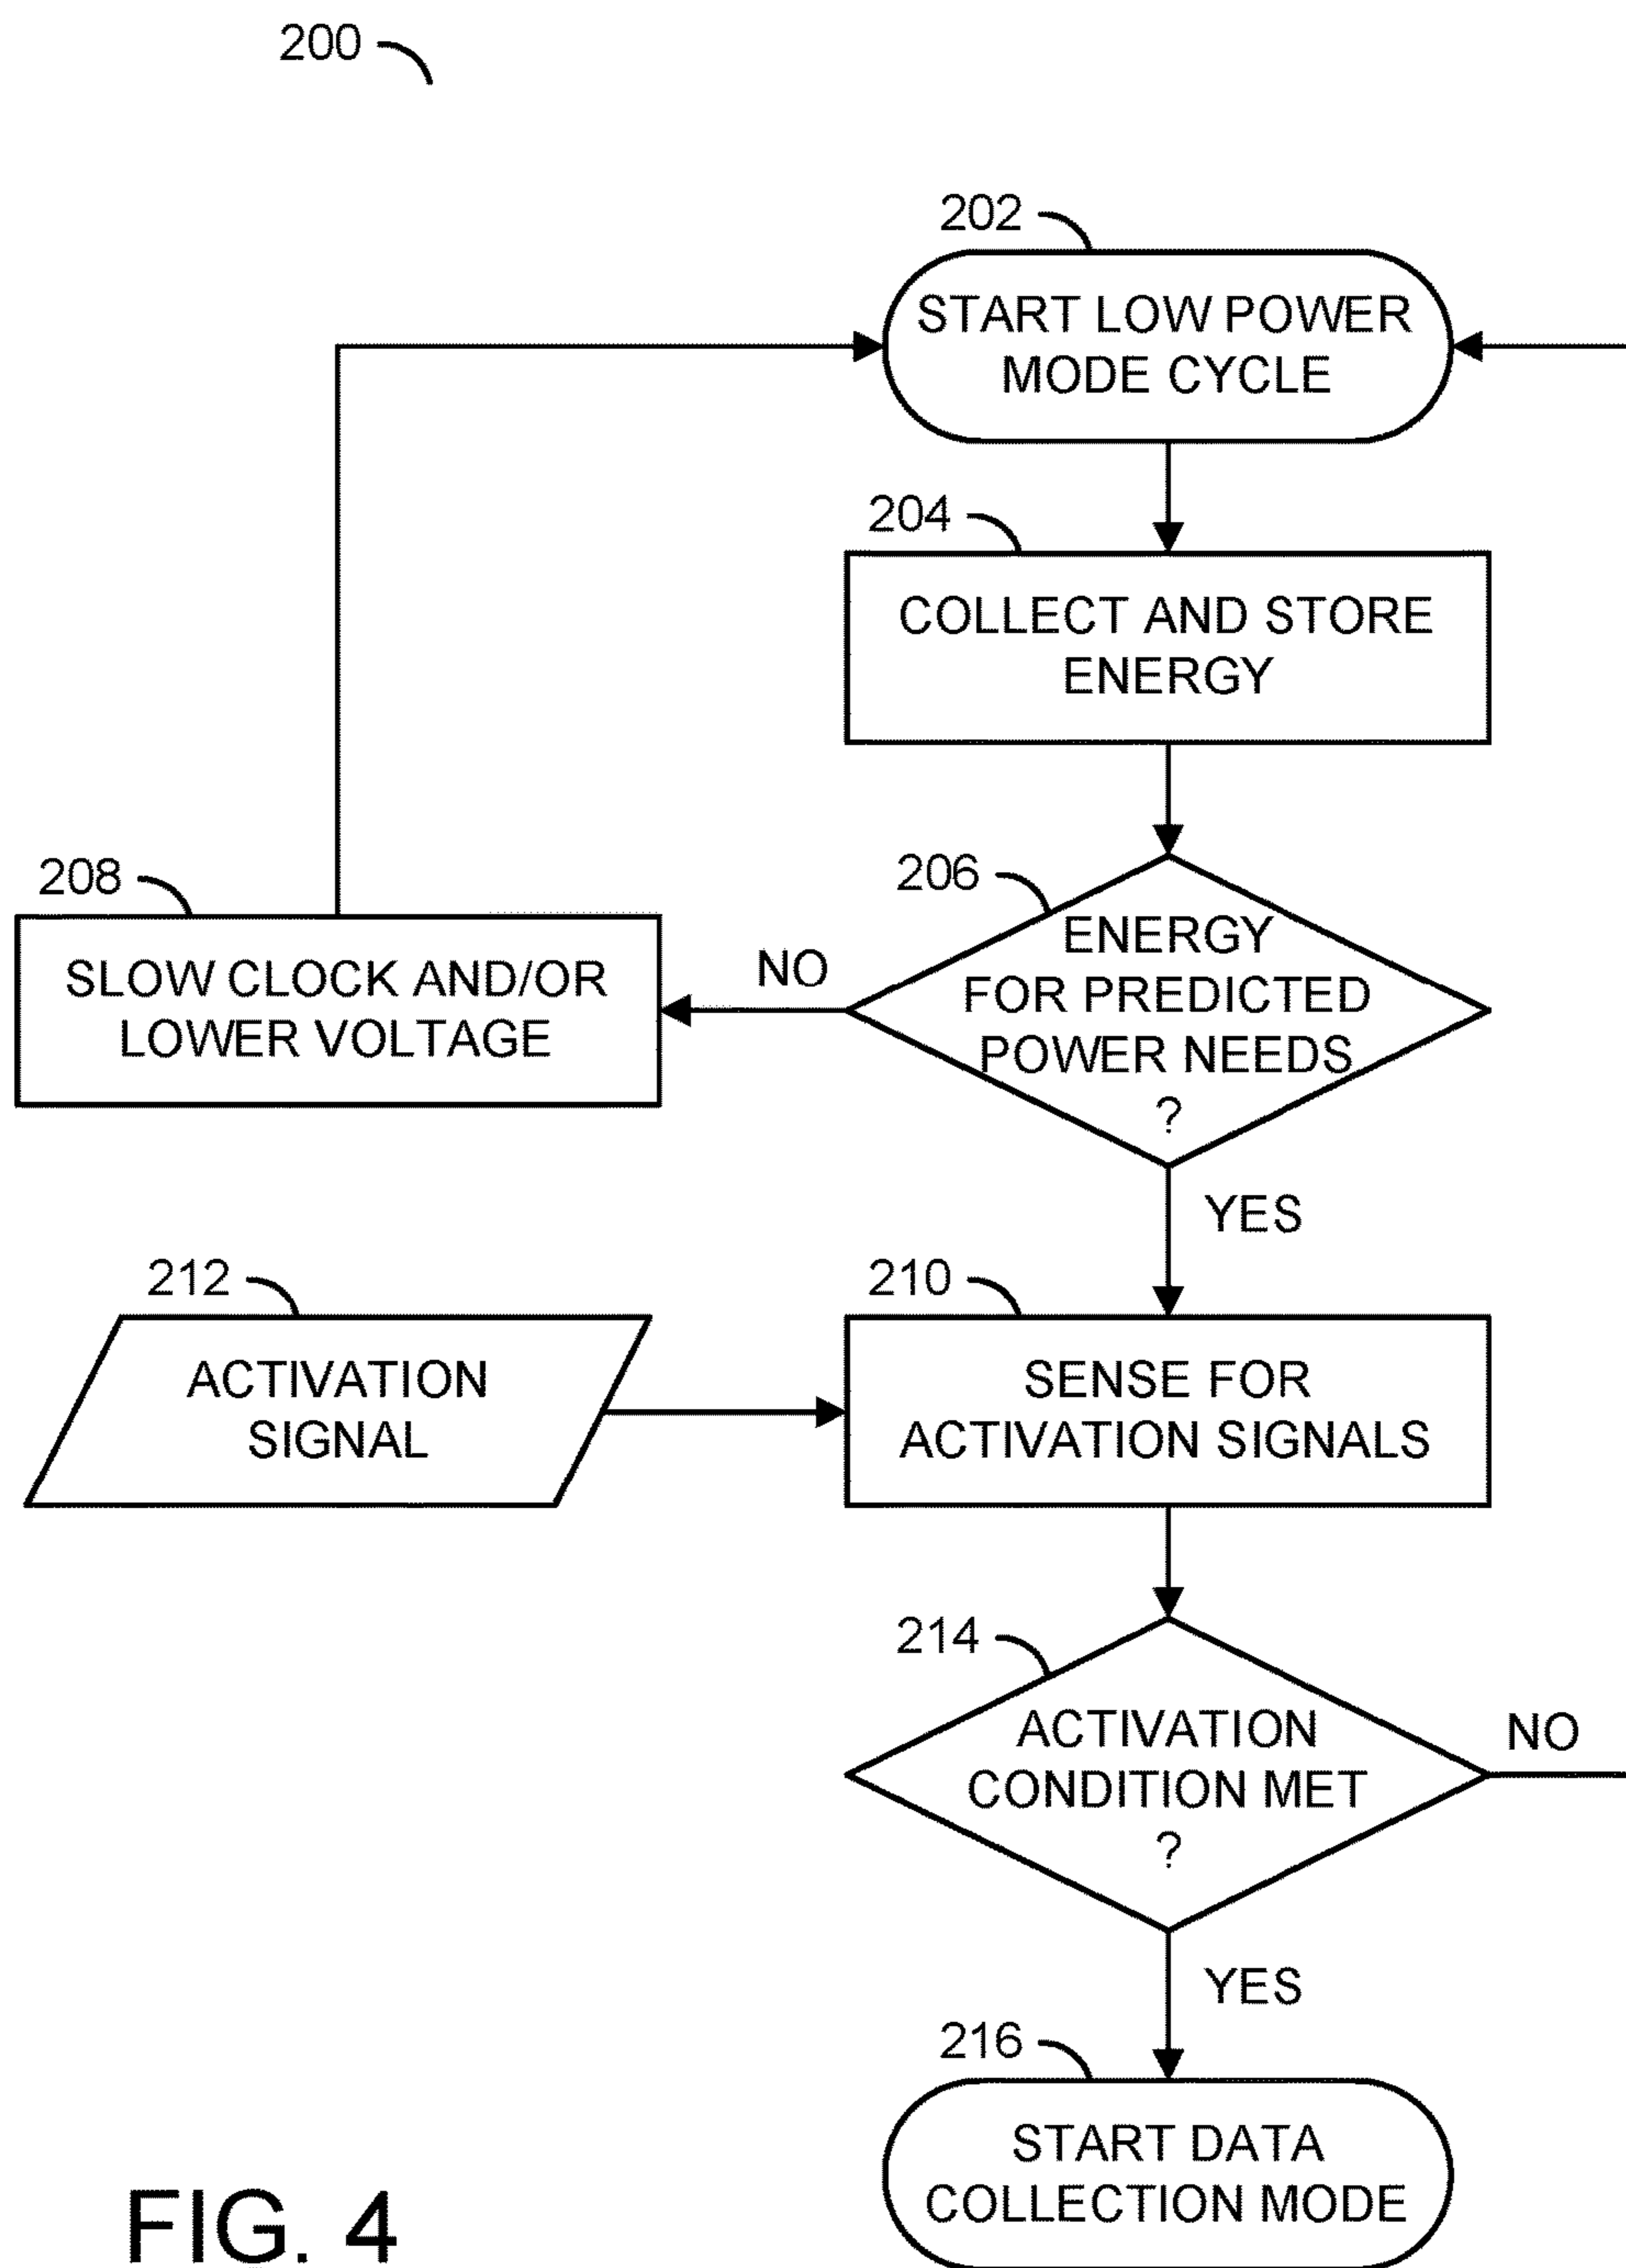 200
202
START LOW POWER
MODE CYCLE
204
COLLECT AND STORE
ENERGY
208
SLOW CLOCK AND/OR
LOWER VOLTAGE
206
ENERGY
FOR PREDICTED
POWER NEEDS
?
NO
YES
212
ACTIVATION
SIGNAL
210
SENSE FOR
ACTIVATION SIGNALS
214
ACTIVATION
CONDITION MET
?
NO
YES
216
START DATA
COLLECTION MODE
FIG. 4